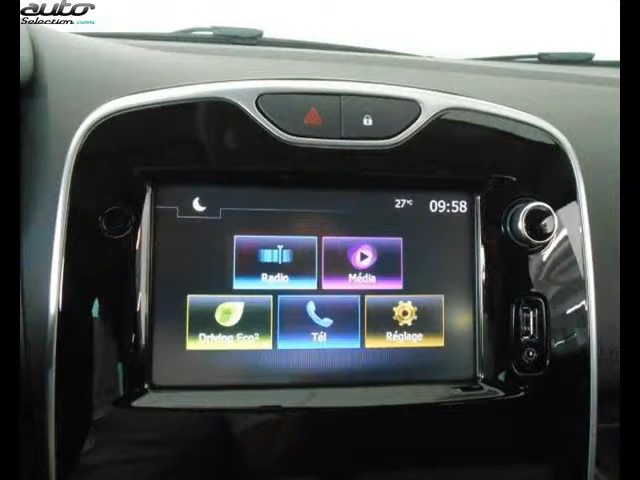 auto
Selection.com
27°C 09:58
Radio Média
Driving Eco² Tél Réglage